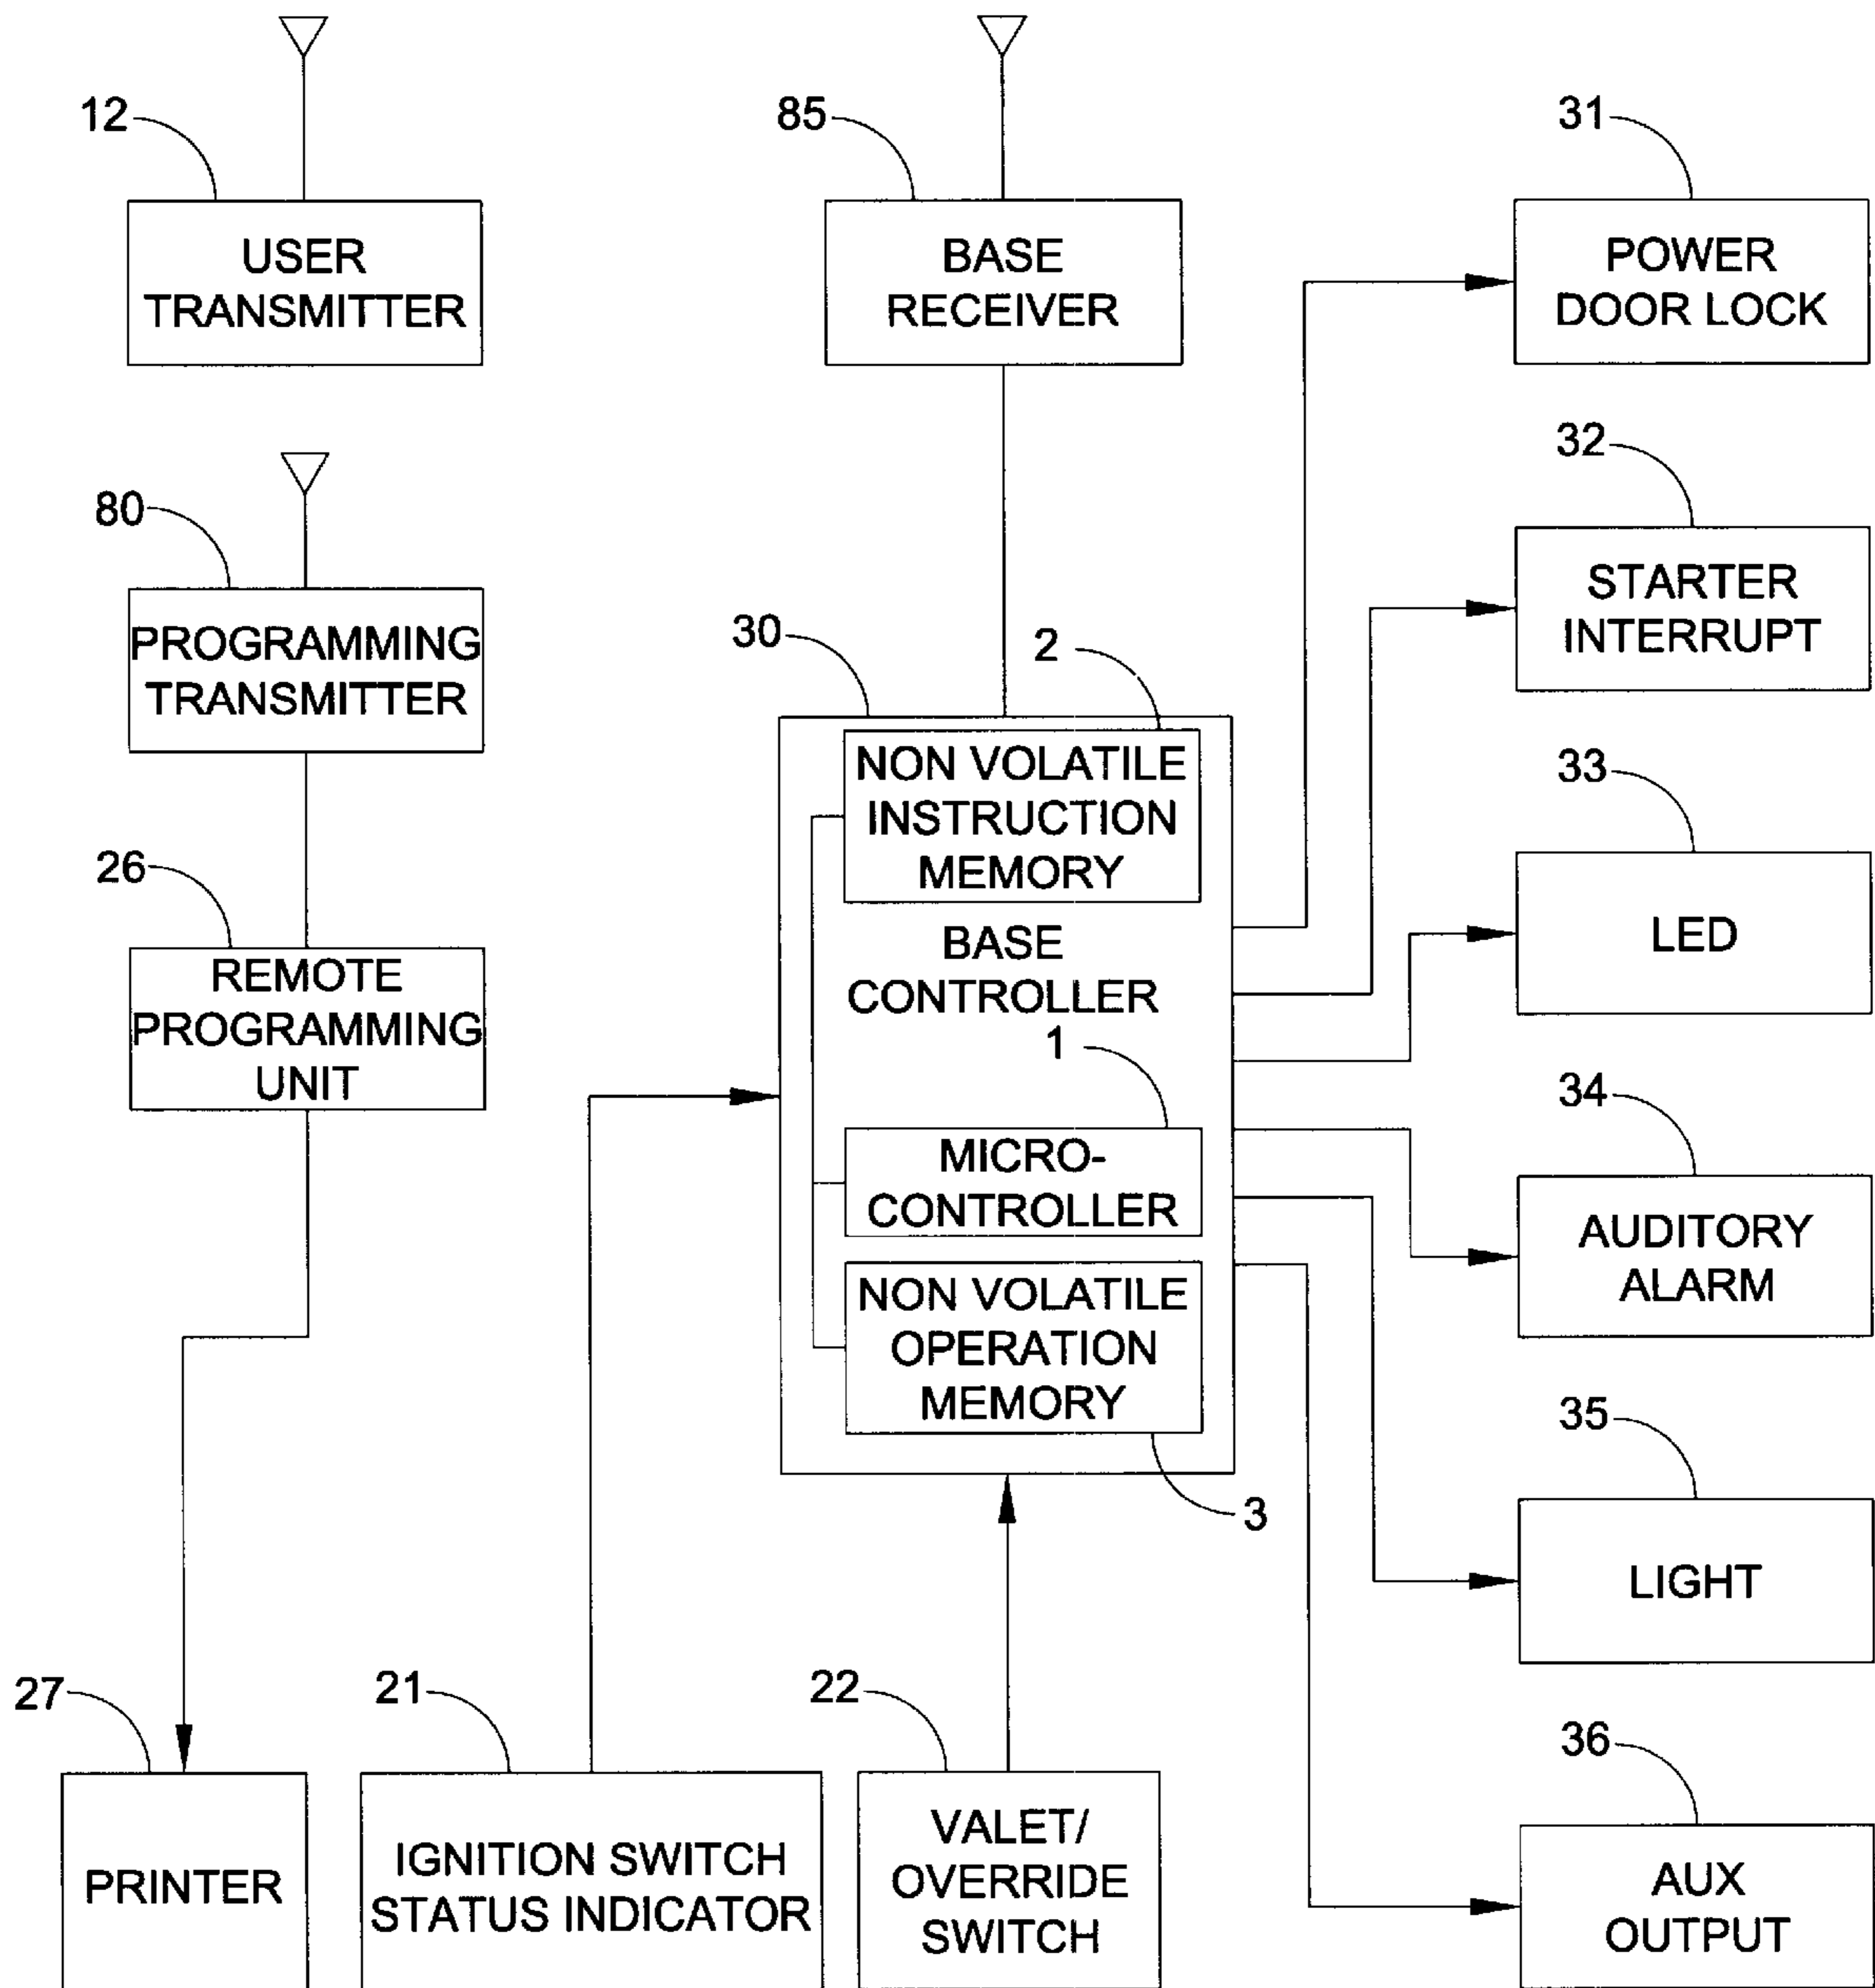 12
USER
TRANSMITTER
85
BASE
RECEIVER
31
POWER
DOOR LOCK
80
PROGRAMMING
TRANSMITTER
32
STARTER
INTERRUPT
26
REMOTE
PROGRAMMING
UNIT
30
2
NON VOLATILE
INSTRUCTION
MEMORY
BASE
CONTROLLER
1
MICRO-
CONTROLLER
NON VOLATILE
OPERATION
MEMORY
3
33
LED
34
AUDITORY
ALARM
35
LIGHT
27
PRINTER
21
IGNITION SWITCH
STATUS INDICATOR
22
VALET/
OVERRIDE
SWITCH
36
AUX
OUTPUT